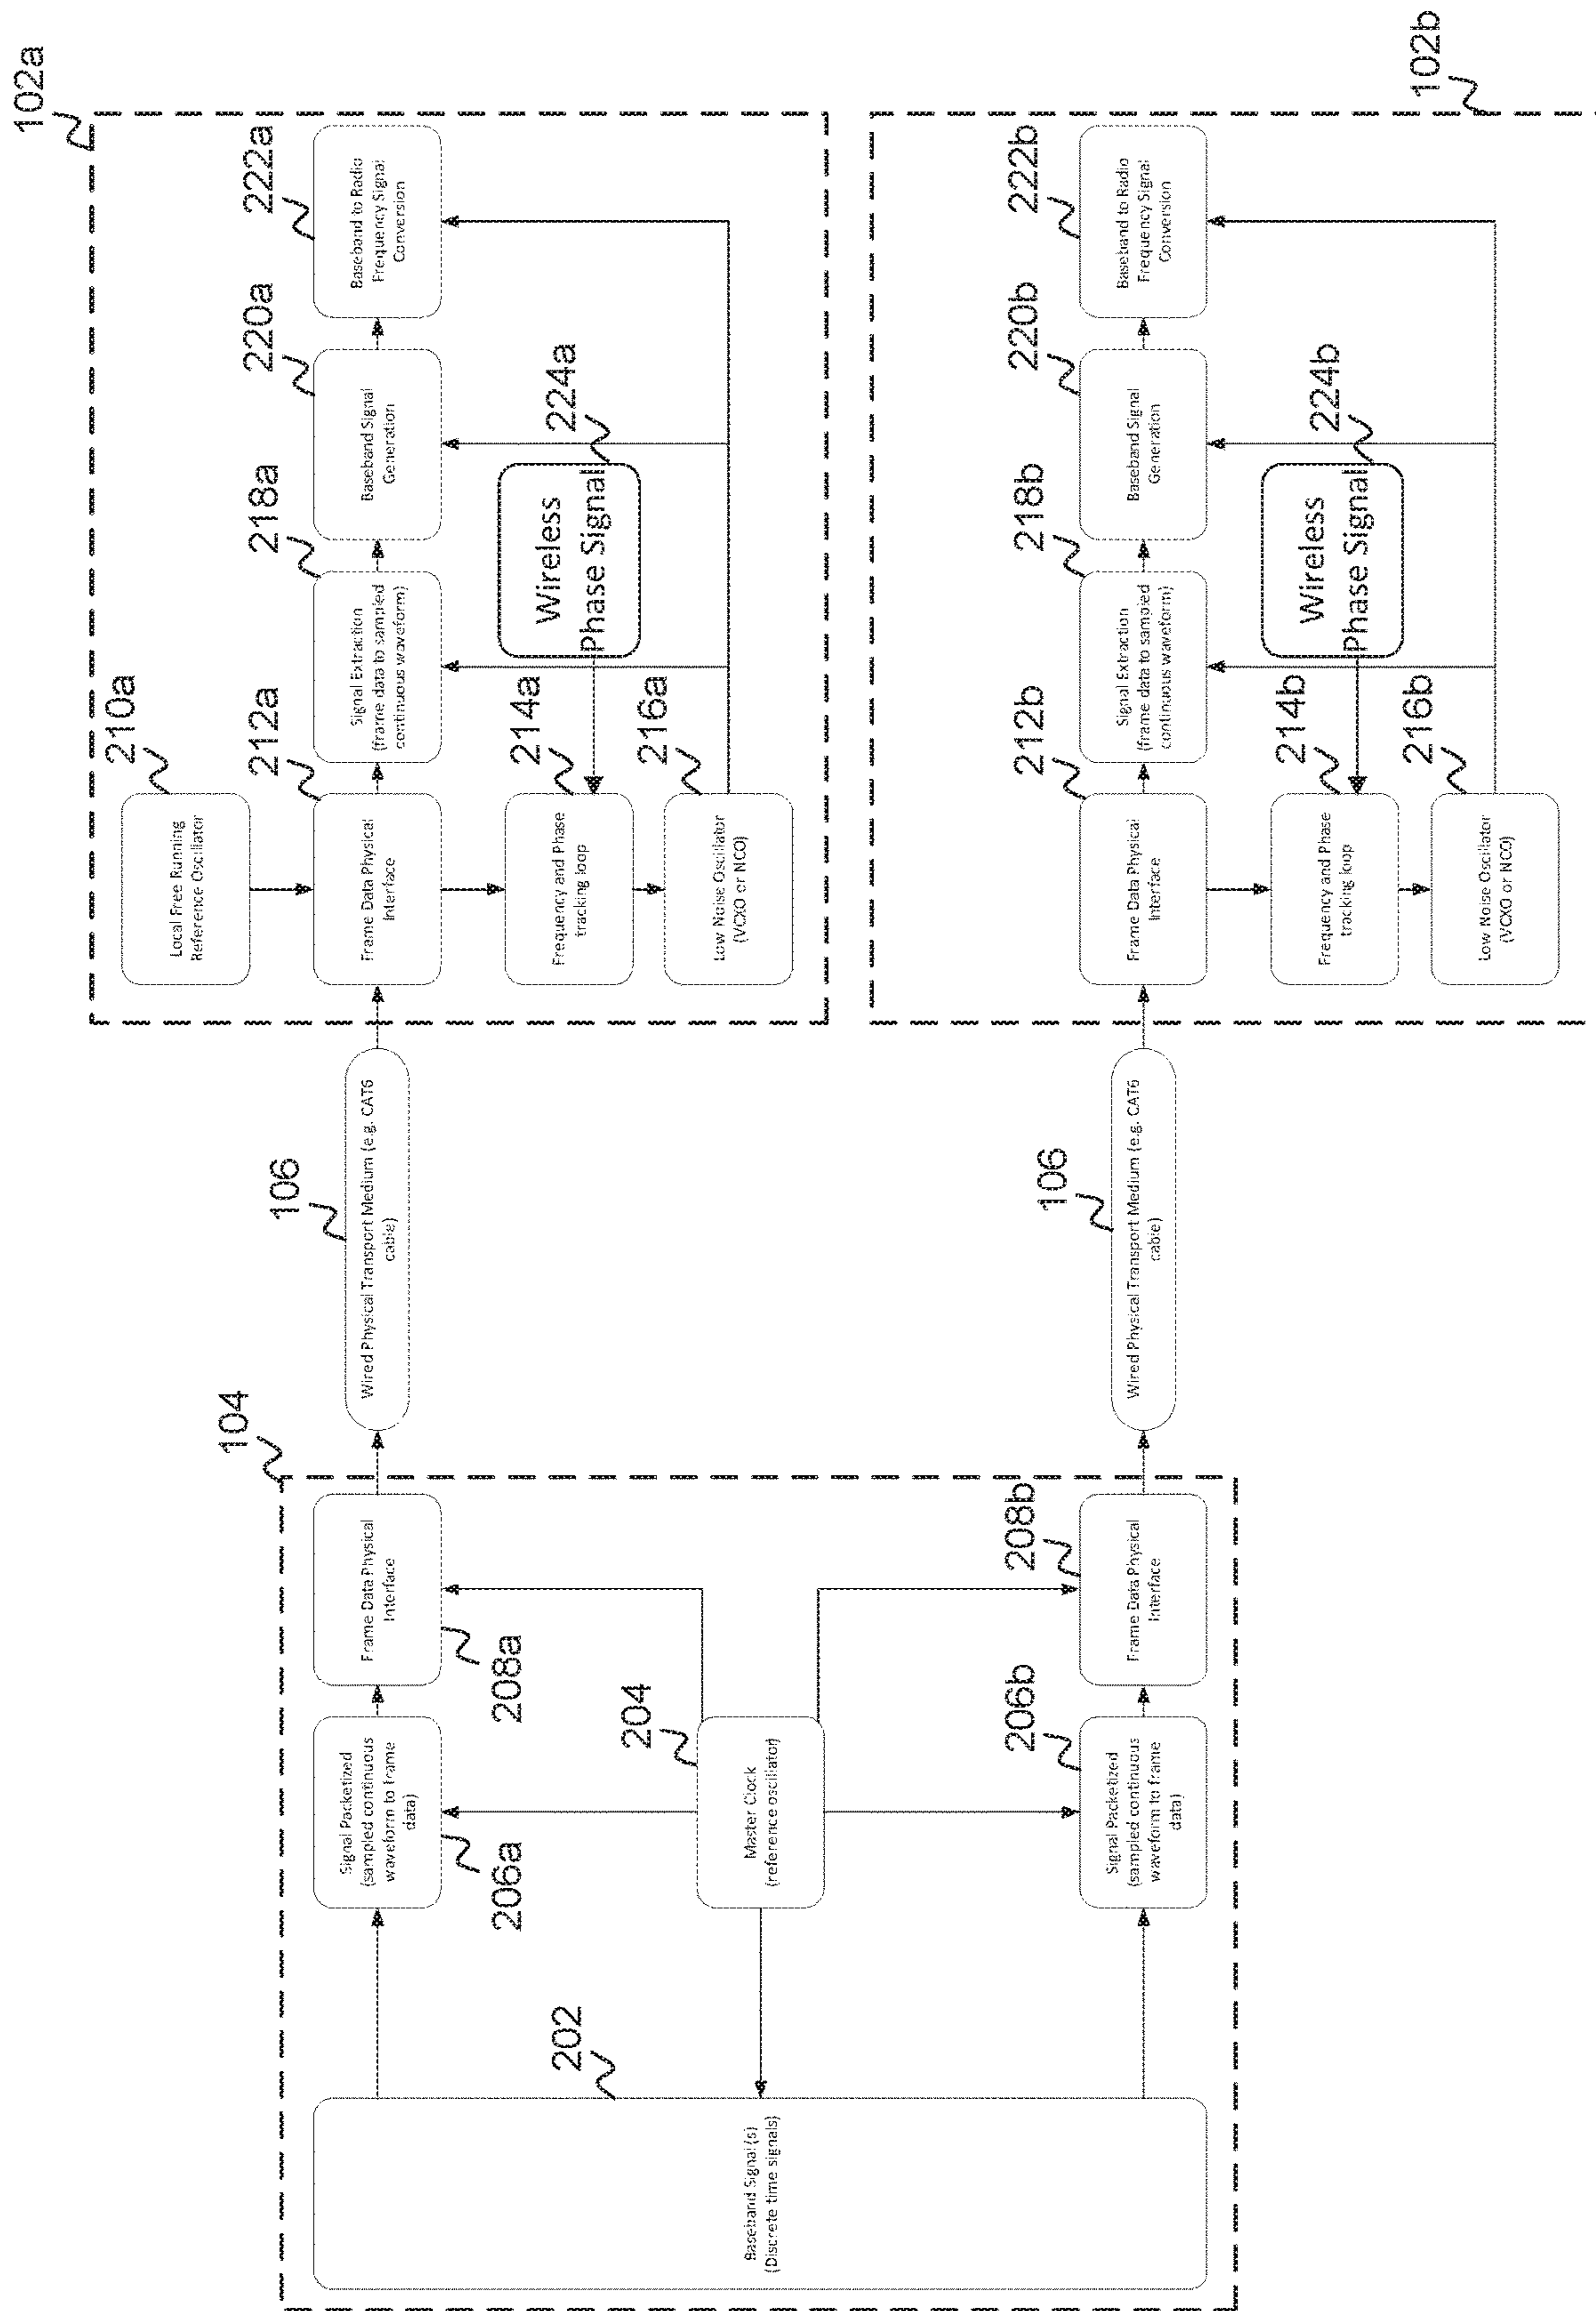 102a
210a
Local Free Running
Reference Oscillator
212a
Frame Data Physical
Interface
218a
Signal Extraction
(frame data to sampled
continuous waveform)
220a
Baseband Signal
Generation
222a
Baseband to Radio
Frequency Signal
Conversion
214a
Frequency and Phase
tracking loop
224a
Wireless
Phase Signal
216a
Low Noise Oscillator
(VCXO or NCO)
106
Wired Physical Transport Medium (e.g. CAT6
cable)
104
Signal Packetized
(sampled continuous
waveform to frame
data)
206a
Frame Data Physical
Interface
208a
202
Baseband Signal(s)
(Discrete time signals)
204
Master Clock
(reference oscillator)
206b
Signal Packetized
(sampled continuous
waveform to frame
data)
208b
Frame Data Physical
Interface
106
Wired Physical Transport Medium (e.g. CAT6
cable)
212b
Frame Data Physical
Interface
218b
Signal Extraction
(frame data to sampled
continuous waveform)
220b
Baseband Signal
Generation
222b
Baseband to Radio
Frequency Signal
Conversion
214b
Frequency and Phase
tracking loop
224b
Wireless
Phase Signal
216b
Low Noise Oscillator
(VCXO or NCO)
102b